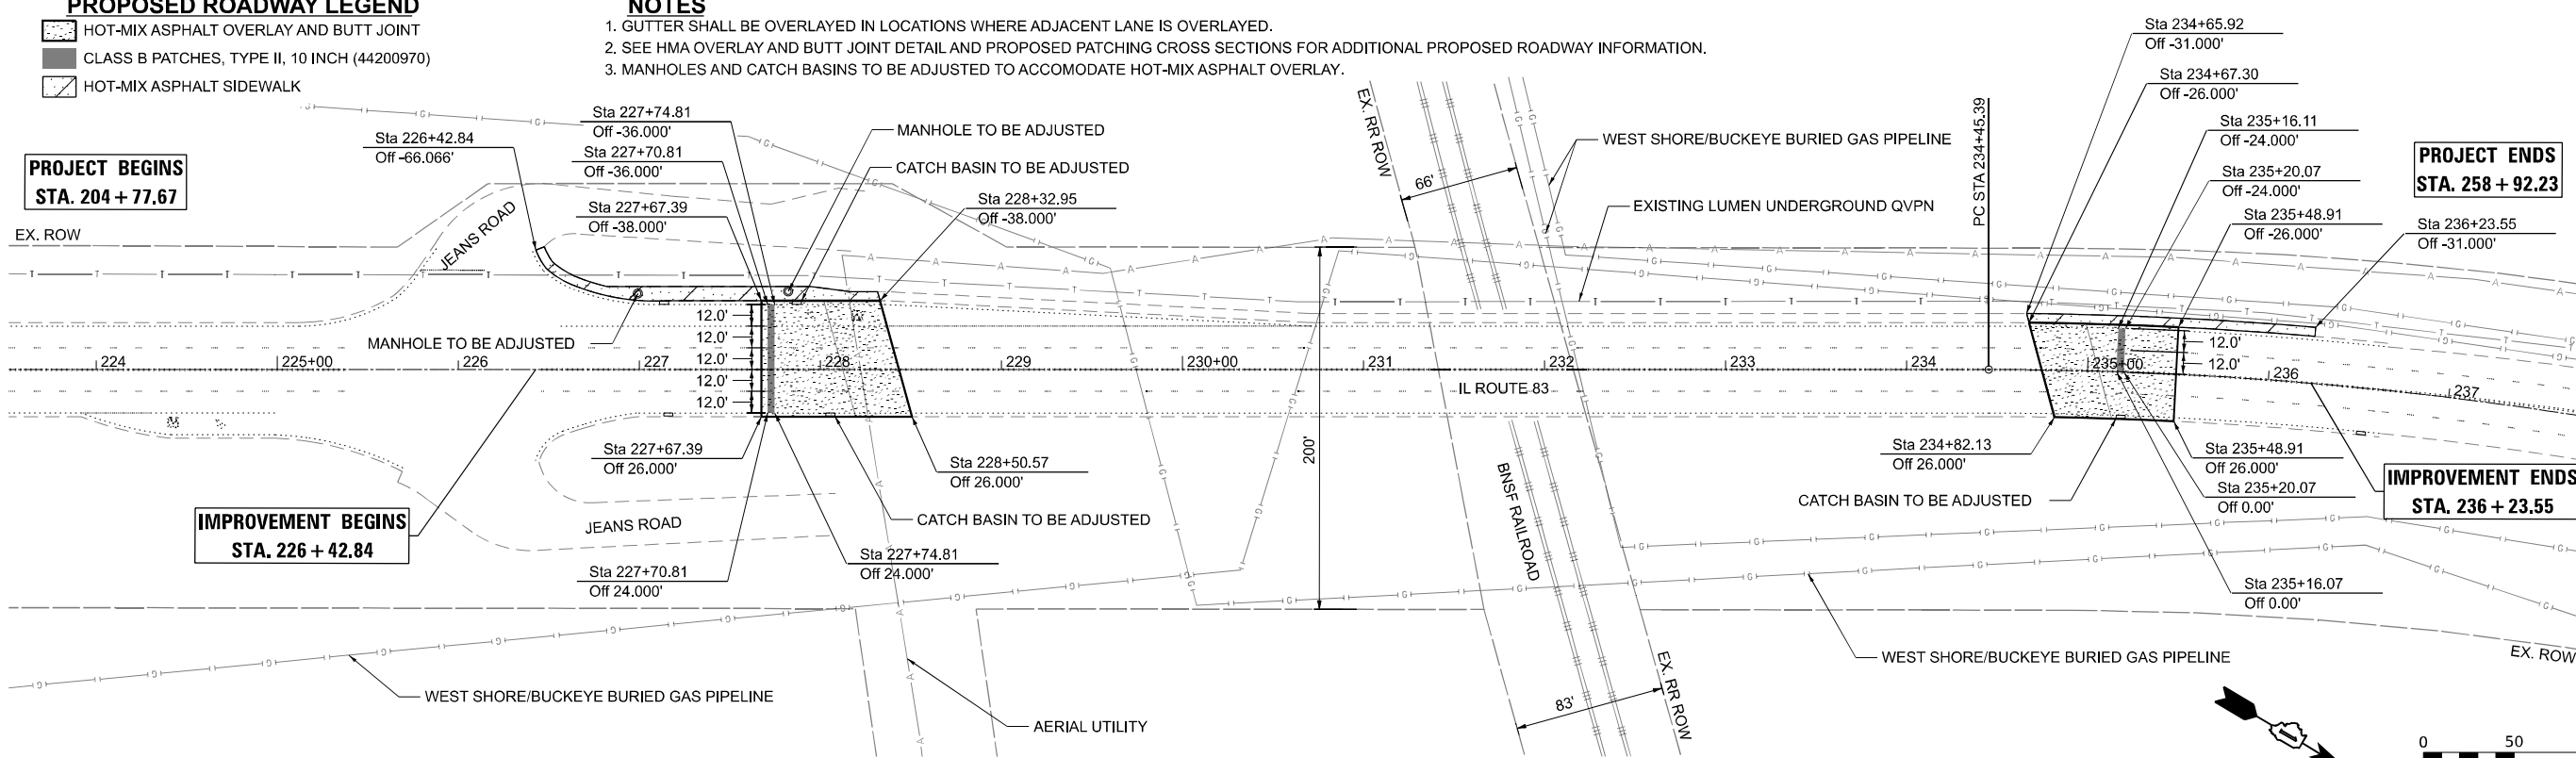 PROPOSED ROADWAY LEGEND
HOT-MIX ASPHALT OVERLAY AND BUTT JOINT
CLASS B PATCHES, TYPE II, 10 INCH (44200970)
HOT-MIX ASPHALT SIDEWALK
NOTES
1. GUTTER SHALL BE OVERLAYED IN LOCATIONS WHERE ADJACENT LANE IS OVERLAYED.
2. SEE HMA OVERLAY AND BUTT JOINT DETAIL AND PROPOSED PATCHING CROSS SECTIONS FOR ADDITIONAL PROPOSED ROADWAY INFORMATION.
3. MANHOLES AND CATCH BASINS TO BE ADJUSTED TO ACCOMODATE HOT-MIX ASPHALT OVERLAY.
PROJECT BEGINS
STA. 204 + 77.67
EX. ROW
JEANS ROAD
Sta 226+42.84
Off -66.066'
Sta 227+74.81
Off -36.000'
Sta 227+70.81
Off -36.000'
Sta 227+67.39
Off -38.000'
MANHOLE TO BE ADJUSTED
CATCH BASIN TO BE ADJUSTED
Sta 228+32.95
Off -38.000'
MANHOLE TO BE ADJUSTED
12.0'
12.0'
12.0'
12.0'
12.0'
224
225+00
226
227
228
229
230+00
231
232
233
234
235+00
236
237
IL ROUTE 83
EX. RR ROW
66'
WEST SHORE/BUCKEYE BURIED GAS PIPELINE
EXISTING LUMEN UNDERGROUND QVPN
PC STA 234+45.39
Sta 234+65.92
Off -31.000'
Sta 234+67.30
Off -26.000'
Sta 235+16.11
Off -24.000'
Sta 235+20.07
Off -24.000'
Sta 235+48.91
Off -26.000'
Sta 236+23.55
Off -31.000'
PROJECT ENDS
STA. 258 + 92.23
12.0'
12.0'
200'
Sta 227+67.39
Off 26.000'
Sta 228+50.57
Off 26.000'
IMPROVEMENT BEGINS
STA. 226 + 42.84
JEANS ROAD
CATCH BASIN TO BE ADJUSTED
Sta 227+74.81
Off 24.000'
Sta 227+70.81
Off 24.000'
WEST SHORE/BUCKEYE BURIED GAS PIPELINE
AERIAL UTILITY
BNSF RAILROAD
83'
EX. RR ROW
Sta 234+82.13
Off 26.000'
CATCH BASIN TO BE ADJUSTED
Sta 235+48.91
Off 26.000'
Sta 235+20.07
Off 0.00'
Sta 235+16.07
Off 0.00'
IMPROVEMENT ENDS
STA. 236 + 23.55
WEST SHORE/BUCKEYE BURIED GAS PIPELINE
EX. ROW
0
50